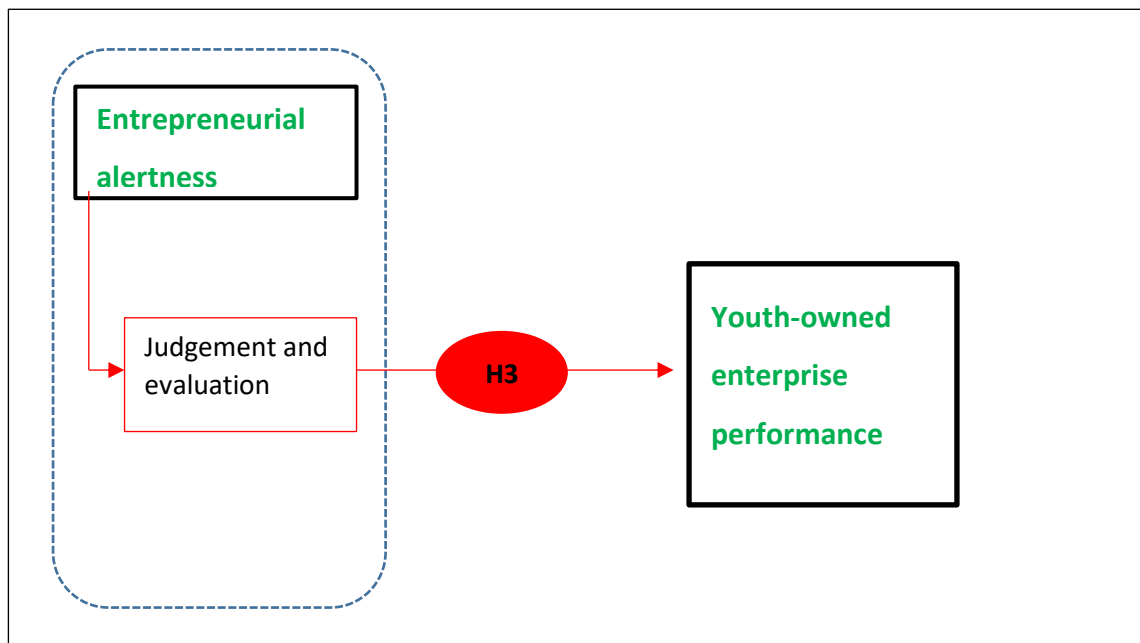 Entrepreneurial
alertness
Judgement and
evaluation
H3
Youth-owned
enterprise
performance